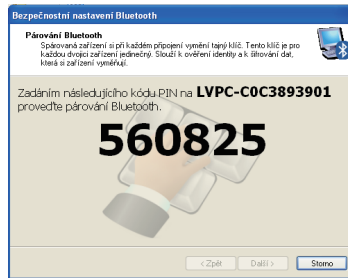 Bezpečnostní nastavení Bluetooth
Párování Bluetooth
Spárovaná zařízení si při každém připojení vymění tajný klíč. Tento klíč je pro
každou dvojici zařízení jedinečný. Slouží k ověření identity a k šifrování dat,
která si zařízení vyměňují.
Zadáním následujícího kódu PIN na LVPC-C0C3893901
proveďte párování Bluetooth.
560825
< Zpět Další > Storno